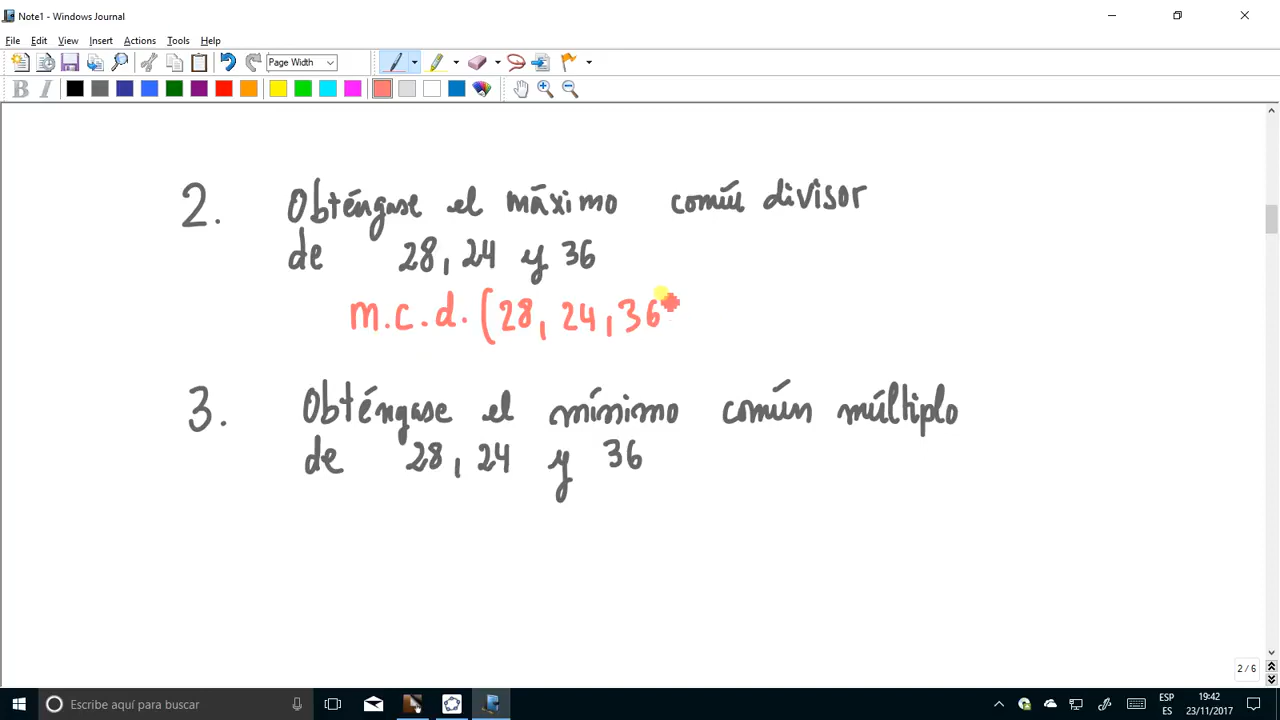 Note1 - Windows Journal
File Edit View Insert Actions Tools Help
Page Width
B I
2. Obténgase el máximo común divisor
de 28, 24 y 36
m.c.d. (28, 24, 36
3. Obténgase el mínimo común múltiplo
de 28, 24 y 36
2 / 6
Escribe aquí para buscar
ESP
ES
19:42
23/11/2017